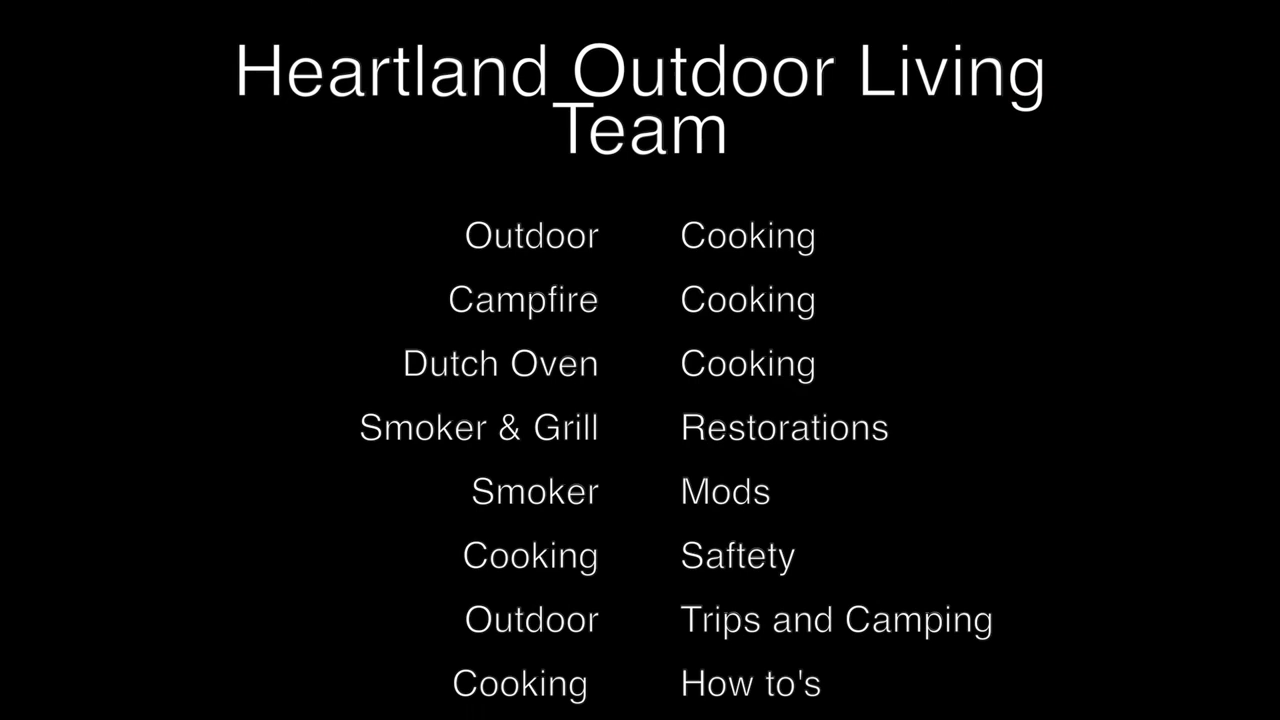 Heartland Outdoor Living
Team
Outdoor Cooking
Campfire Cooking
Dutch Oven Cooking
Smoker & Grill Restorations
Smoker Mods
Cooking Saftety
Outdoor Trips and Camping
Cooking How to's